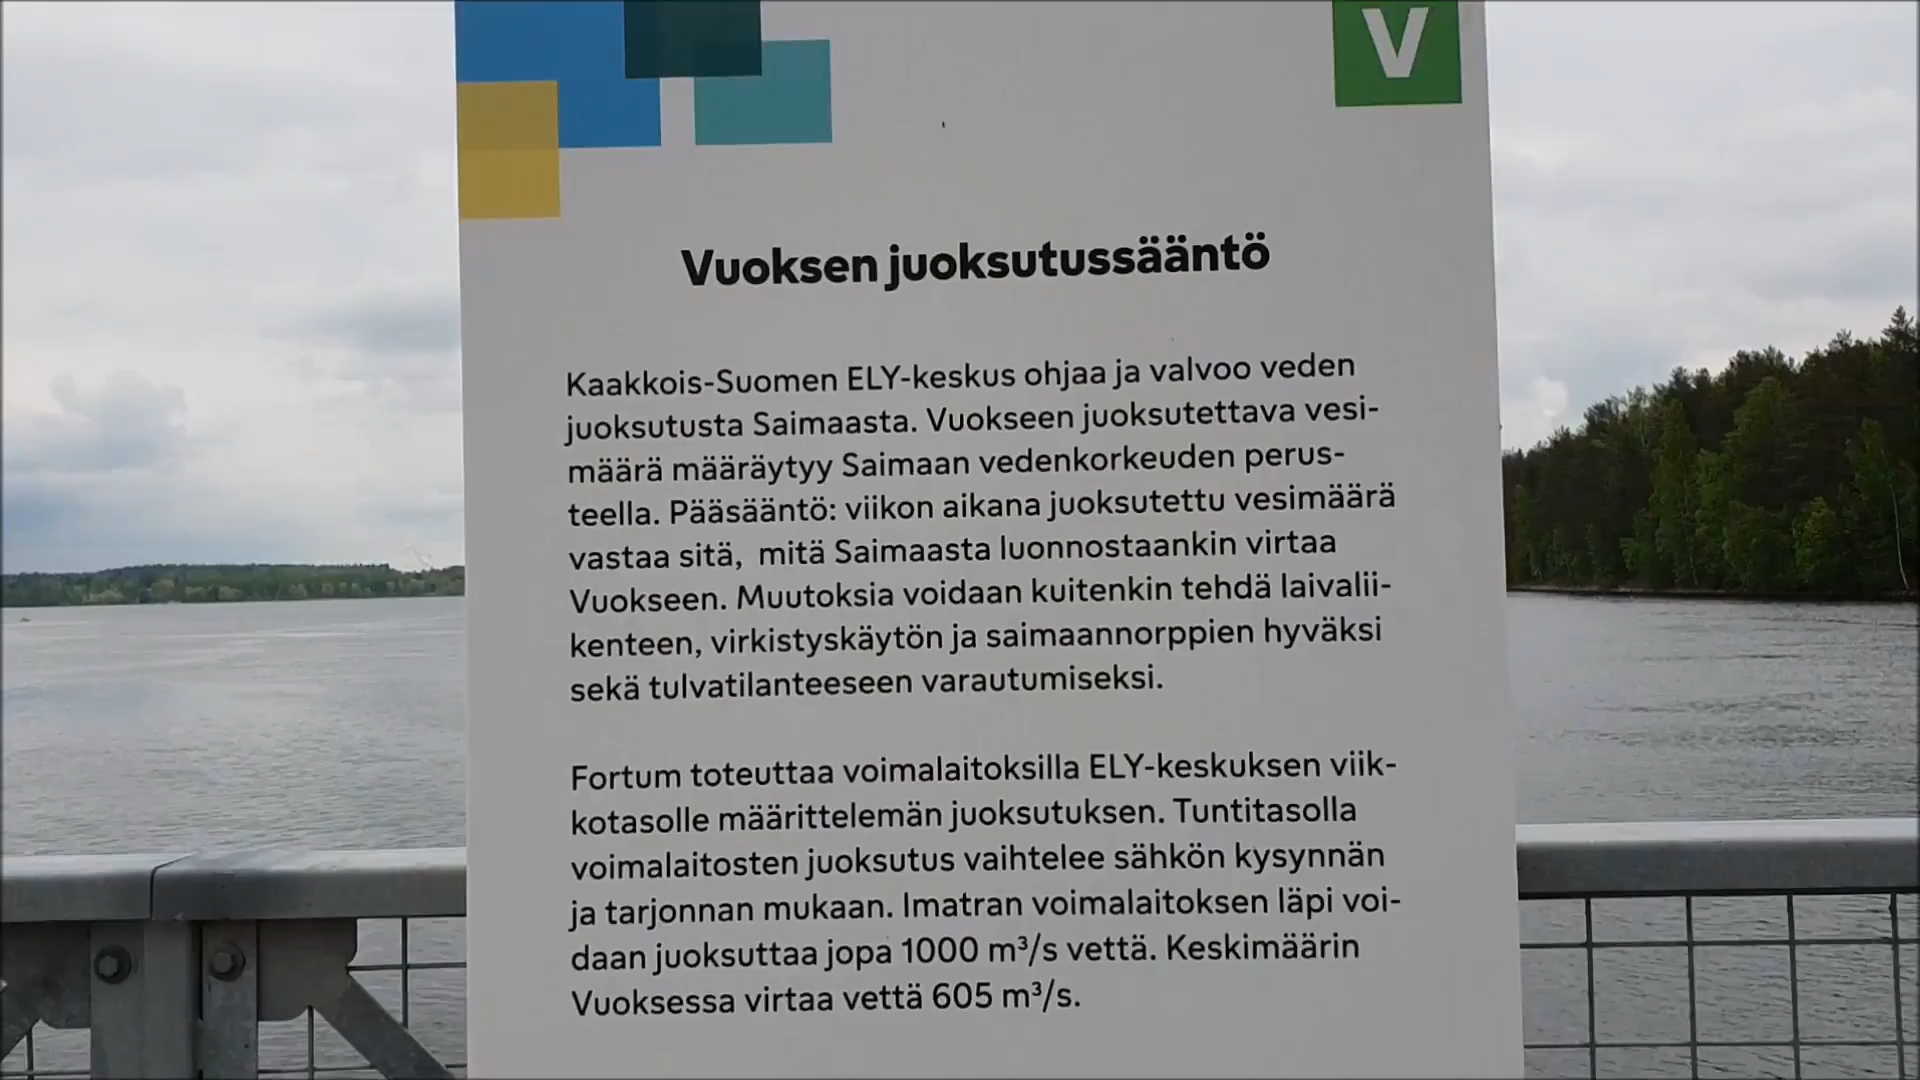 V
Vuoksen juoksutussääntö
Kaakkois-Suomen ELY-keskus ohjaa ja valvoo veden
juoksutusta Saimaasta. Vuokseen juoksutettava vesi-
määrä määräytyy Saimaan vedenkorkeuden perus-
teella. Pääsääntö: viikon aikana juoksutettu vesimäärä
vastaa sitä, mitä Saimaasta luonnostaankin virtaa
Vuokseen. Muutoksia voidaan kuitenkin tehdä laivalii-
kenteen, virkistyskäytön ja saimaannorppien hyväksi
sekä tulvatilanteeseen varautumiseksi.
Fortum toteuttaa voimalaitoksilla ELY-keskuksen viik-
kotasolle määrittelemän juoksutuksen. Tuntitasolla
voimalaitosten juoksutus vaihtelee sähkön kysynnän
ja tarjonnan mukaan. Imatran voimalaitoksen läpi voi-
daan juoksuttaa jopa 1000 m³/s vettä. Keskimäärin
Vuoksessa virtaa vettä 605 m³/s.